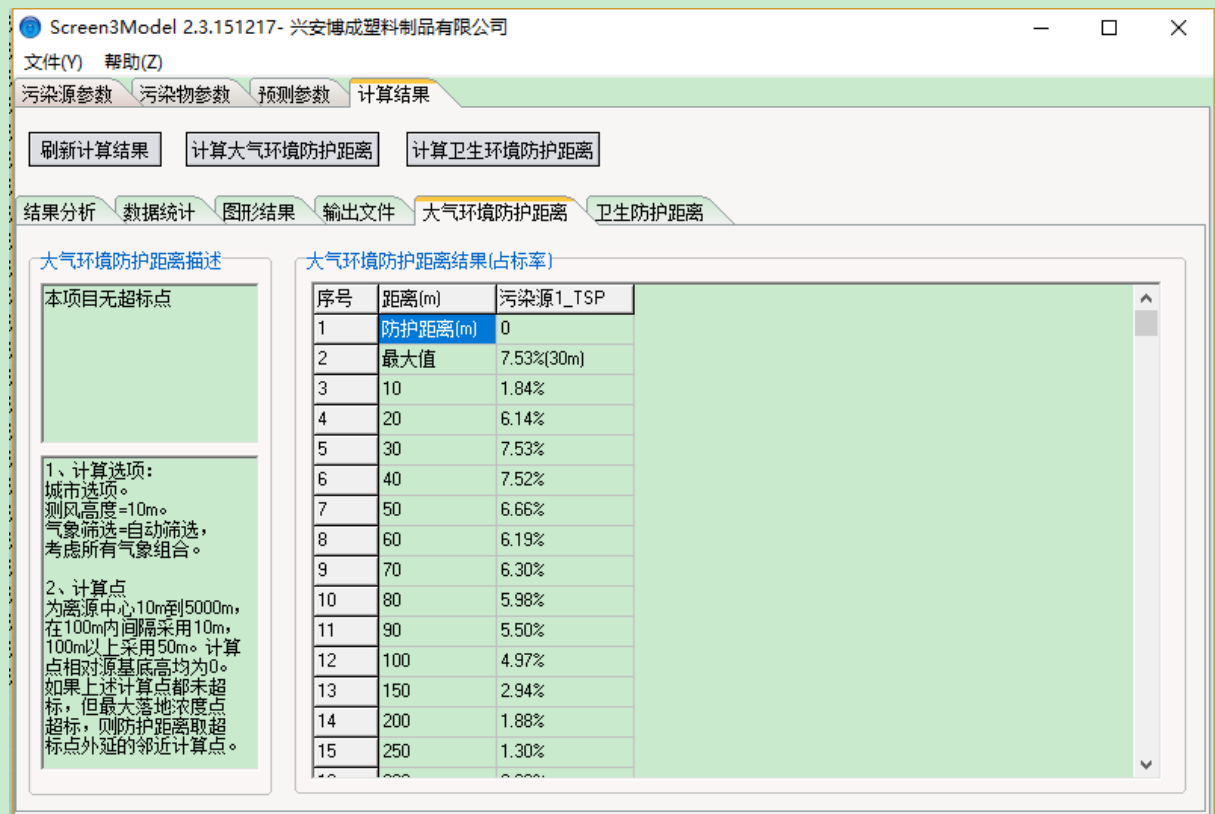 Screen3Model 2.3.151217- 兴安博成塑料制品有限公司
文件(Y) 帮助(Z)
污染源参数 污染物参数 预测参数 计算结果
刷新计算结果 计算大气环境防护距离 计算卫生环境防护距离
结果分析 数据统计 图形结果 输出文件 大气环境防护距离 卫生防护距离
大气环境防护距离描述
本项目无超标点
1、计算选项:
城市选项。
测风高度=10m。
气象筛选=自动筛选,
考虑所有气象组合。
2、计算点
为离源中心10m到5000m,
在100m内间隔采用10m,
100m以上采用50m。计算
点相对源基底高均为0。
如果上述计算点都未超
标,但最大落地浓度点
超标,则防护距离取超
标点外延的邻近计算点。
大气环境防护距离结果(占标率)
序号 距离(m) 污染源1_TSP
1 防护距离(m) 0
2 最大值 7.53%(30m)
3 10 1.84%
4 20 6.14%
5 30 7.53%
6 40 7.52%
7 50 6.66%
8 60 6.19%
9 70 6.30%
10 80 5.98%
11 90 5.50%
12 100 4.97%
13 150 2.94%
14 200 1.88%
15 250 1.30%